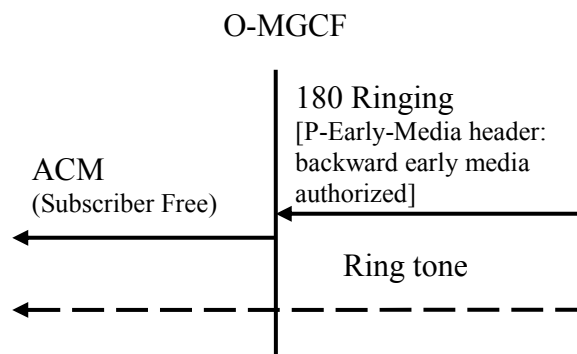 O-MGCF
180 Ringing
[P-Early-Media header:
backward early media
authorized]
ACM
(Subscriber Free)
Ring tone